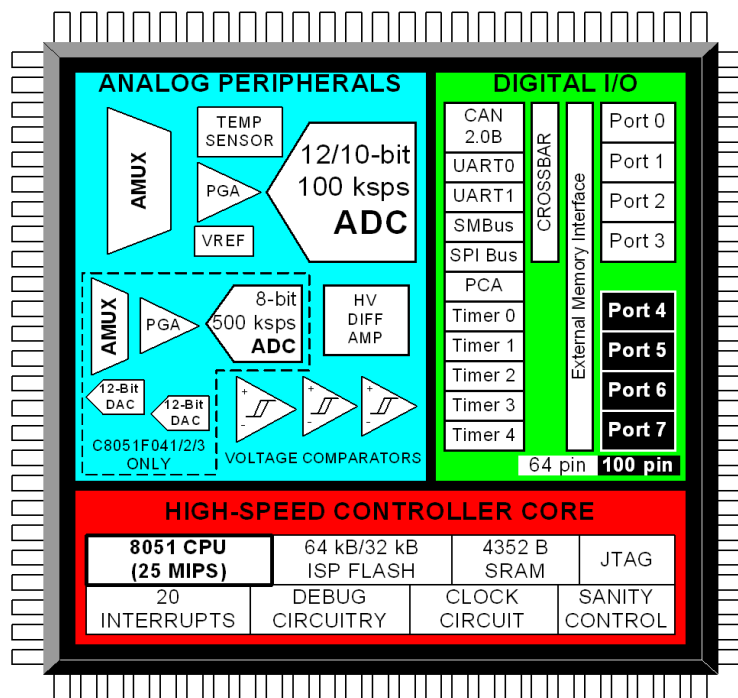 ANALOG PERIPHERALS
AMUX
TEMP
SENSOR
PGA
VREF
12/10-bit
100 ksps
ADC
AMUX
PGA
8-bit
500 ksps
ADC
HV
DIFF
AMP
12-Bit
DAC
12-Bit
DAC
C8051F041/2/3
ONLY
+
-
+
-
+
-
VOLTAGE COMPARATORS
DIGITAL I/O
CAN
2.0B
UART0
UART1
SMBus
SPI Bus
PCA
Timer 0
Timer 1
Timer 2
Timer 3
Timer 4
CROSSBAR
External Memory Interface
Port 0
Port 1
Port 2
Port 3
Port 4
Port 5
Port 6
Port 7
64 pin 100 pin
HIGH-SPEED CONTROLLER CORE
8051 CPU
(25 MIPS)
64 kB/32 kB
ISP FLASH
4352 B
SRAM
JTAG
20
INTERRUPTS
DEBUG
CIRCUITRY
CLOCK
CIRCUIT
SANITY
CONTROL